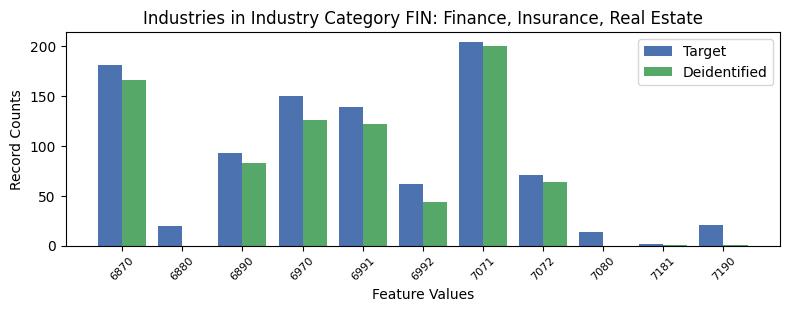 Industries in Industry Category FIN: Finance, Insurance, Real Estate
Target
Deidentified
Record Counts
200
150
100
50
0
6870 6880 6890 6970 6991 6992 7071 7072 7080 7181 7190
Feature Values